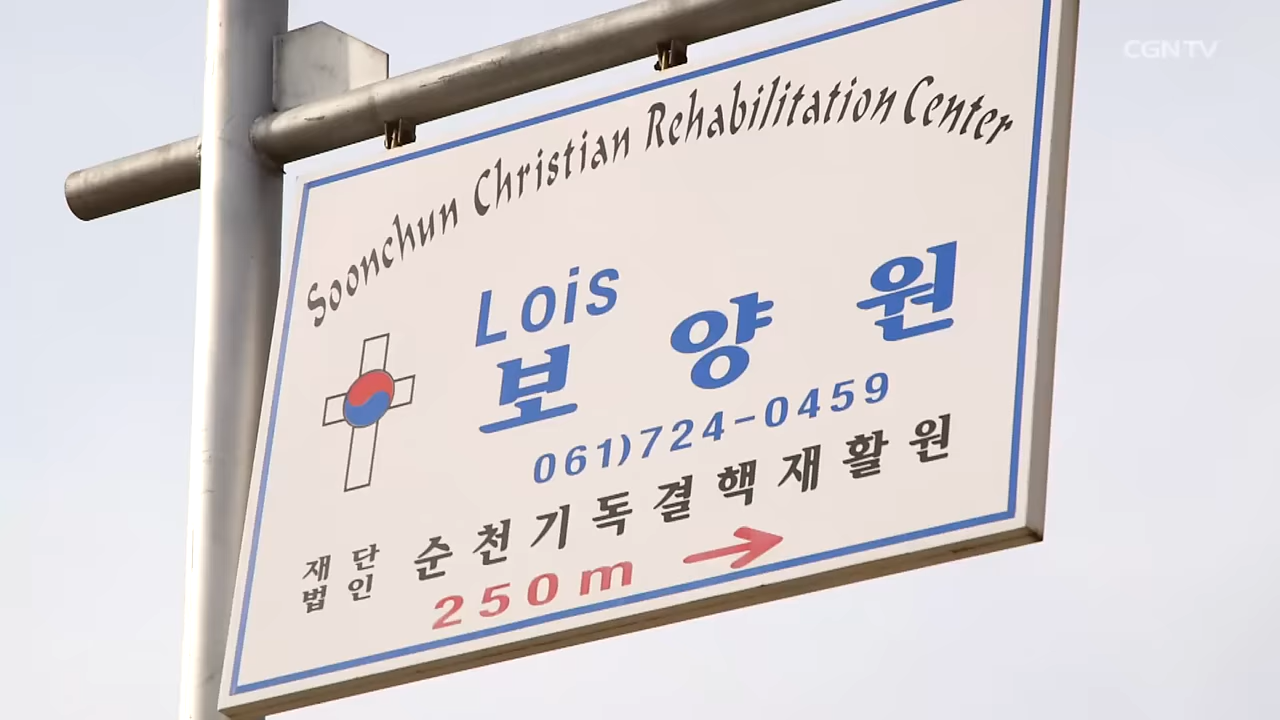 CGNTV
Soonchun Christian Rehabilitation Center
Lois
보양원
061)724-0459
재단
법인
순천기독결핵재활원
250m